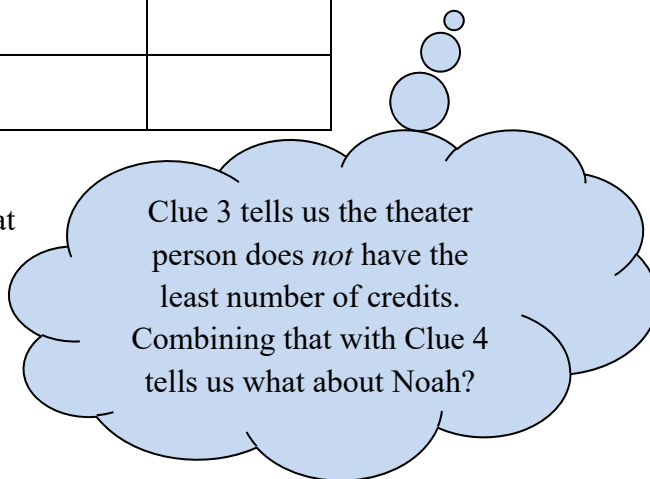 Clue 3 tells us the theater
person does not have the
least number of credits.
Combining that with Clue 4
tells us what about Noah?